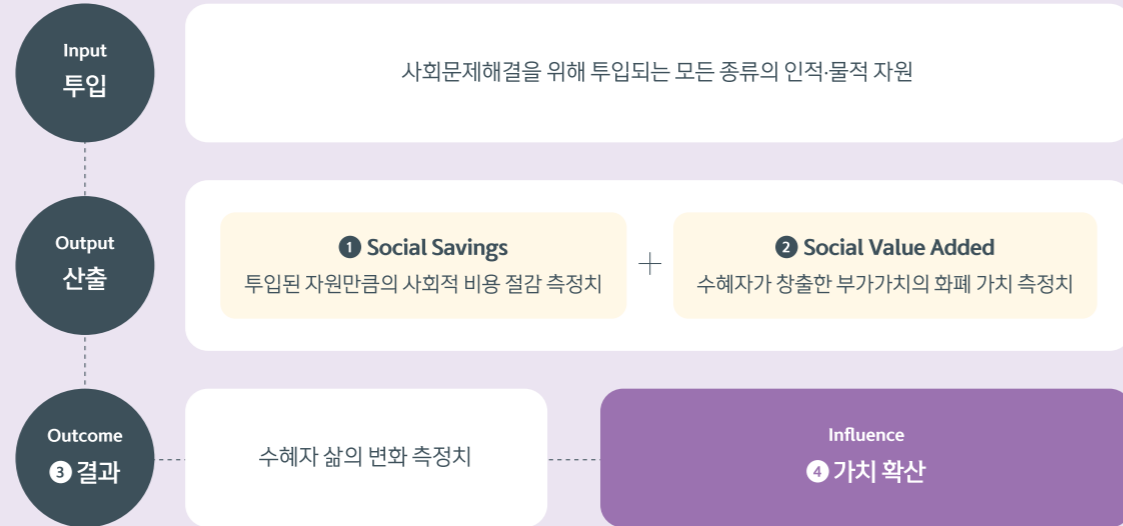 Input
투입
사회문제해결을 위해 투입되는 모든 종류의 인적·물적 자원
Output
산출
❶ Social Savings
투입된 자원만큼의 사회적 비용 절감 측정치
+
❷ Social Value Added
수혜자가 창출한 부가가치의 화폐 가치 측정치
Outcome
❸ 결과
수혜자 삶의 변화 측정치
Influence
❹ 가치 확산